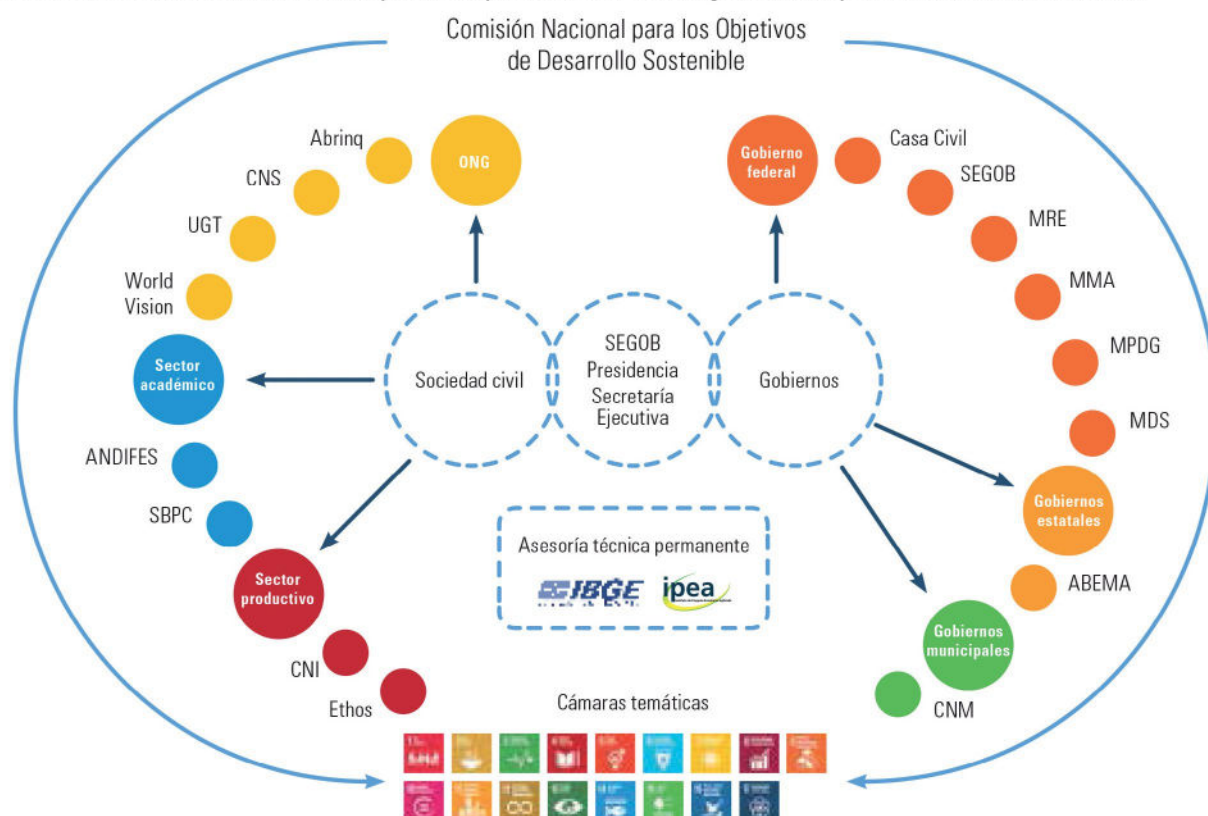 Comisión Nacional para los Objetivos
de Desarrollo Sostenible
Abrinq
CNS
UGT
World
Vision
ONG
Sector
académico
ANDIFES
SBPC
Sector
productivo
CNI
Ethos
Sociedad civil
SEGOB
Presidencia
Secretaría
Ejecutiva
Gobiernos
Gobierno
federal
Casa Civil
SEGOB
MRE
MMA
MPDG
MDS
Gobiernos
estatales
ABEMA
Gobiernos
municipales
CNM
Asesoría técnica permanente
IBGE
ipea
Cámaras temáticas